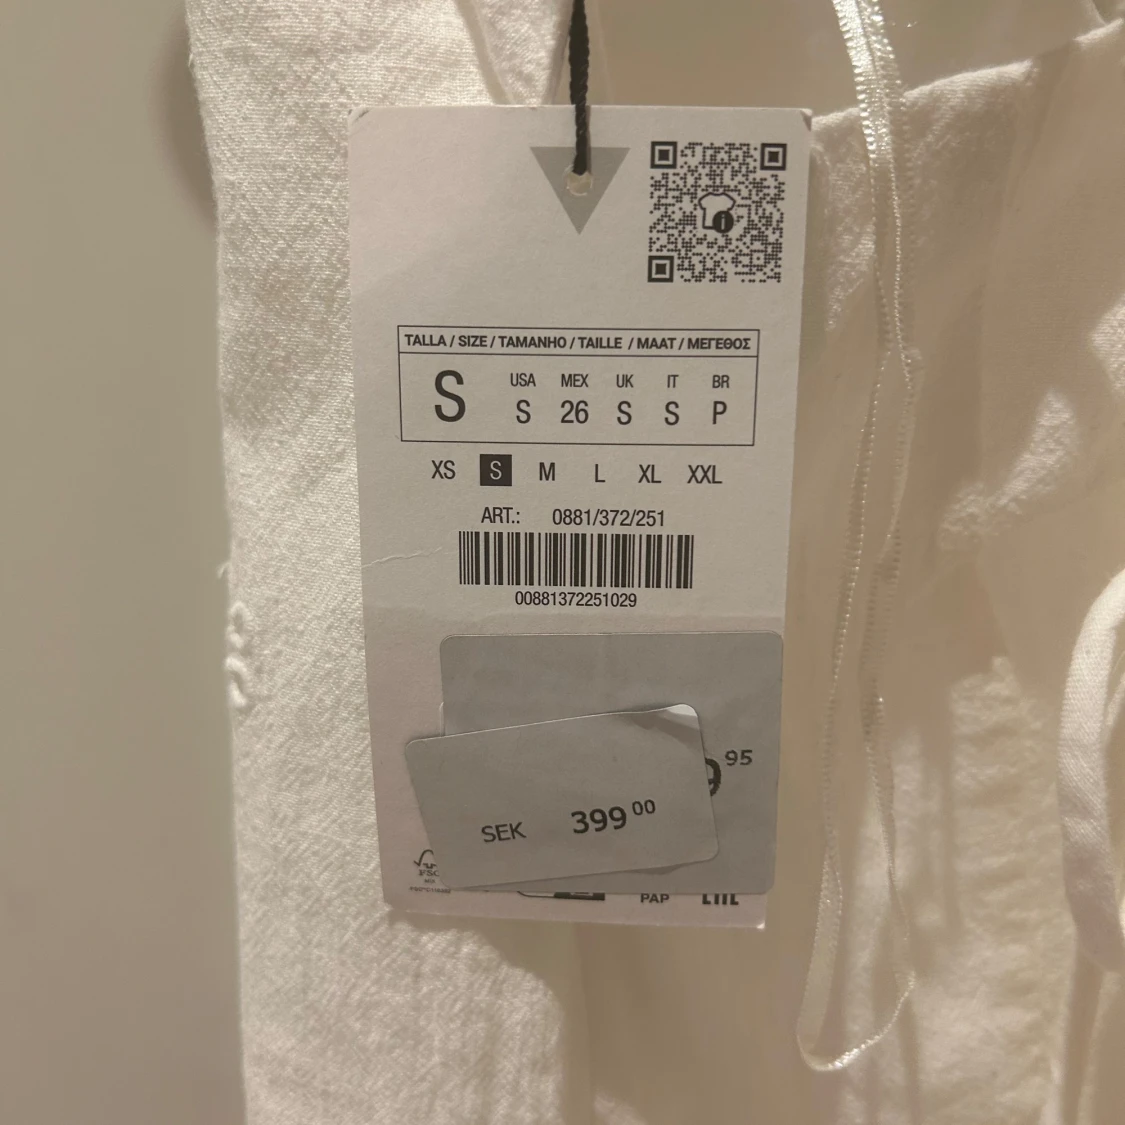 TALLA / SIZE / TAMANHO / TAILLE / MAAT / ΜΕΓΕΘΟΣ
S
USA MEX UK IT BR
S 26 S S P
XS S M L XL XXL
ART.: 0881/372/251
00881372251029
95
SEK 399 00
FSC
PAP